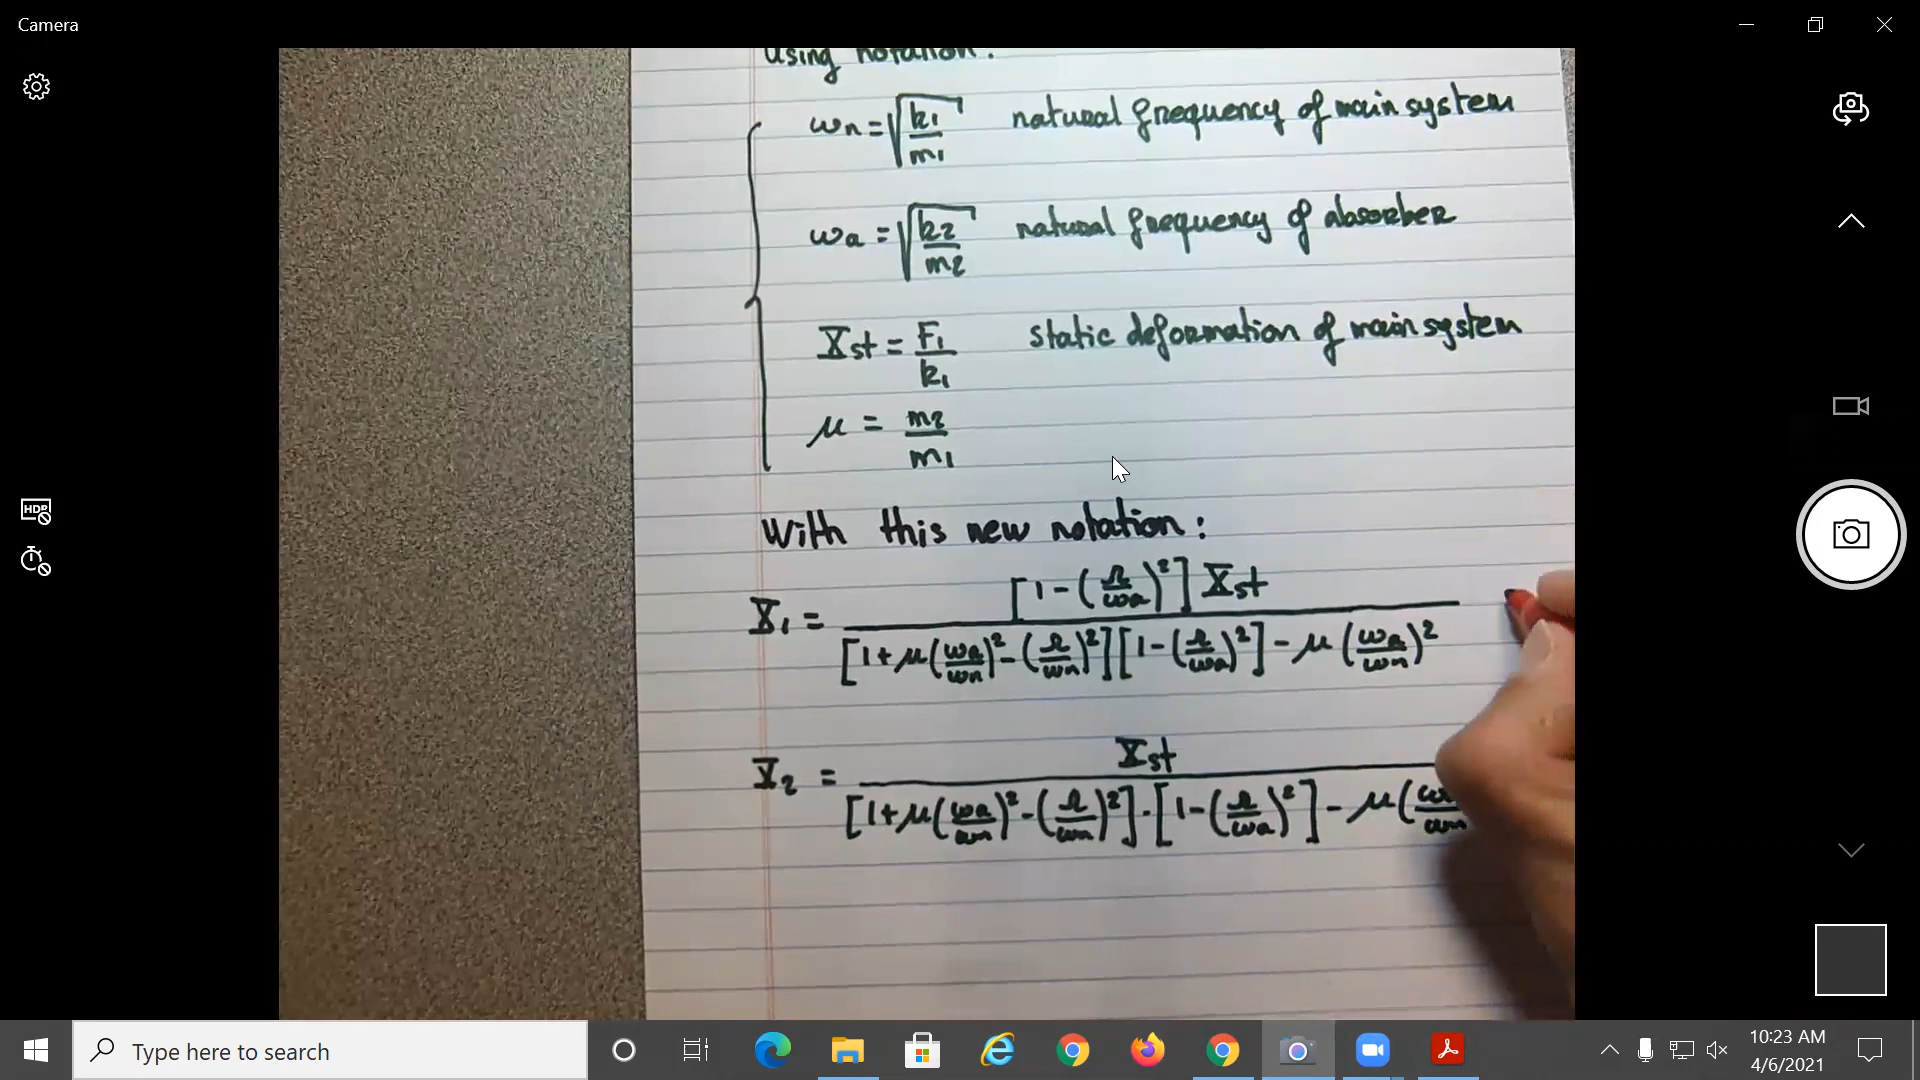 Camera
using notation:
ωn = √(k1/m1) natural frequency of main system
ωa = √(k2/m2) natural frequency of absorber
Xst = F1/k1 static deformation of main system
μ = m2/m1
With this new notation:
X1 = [1-(Ω/ωa)²] Xst / [1+μ(ωa/ωn)²-(Ω/ωn)²][1-(Ω/ωa)²]-μ(ωa/ωn)²
X2 = Xst / [1+μ(ωa/ωn)²-(Ω/ωn)²]·[1-(Ω/ωa)²]-μ(ωa/ωn
HDR
Type here to search
10:23 AM
4/6/2021